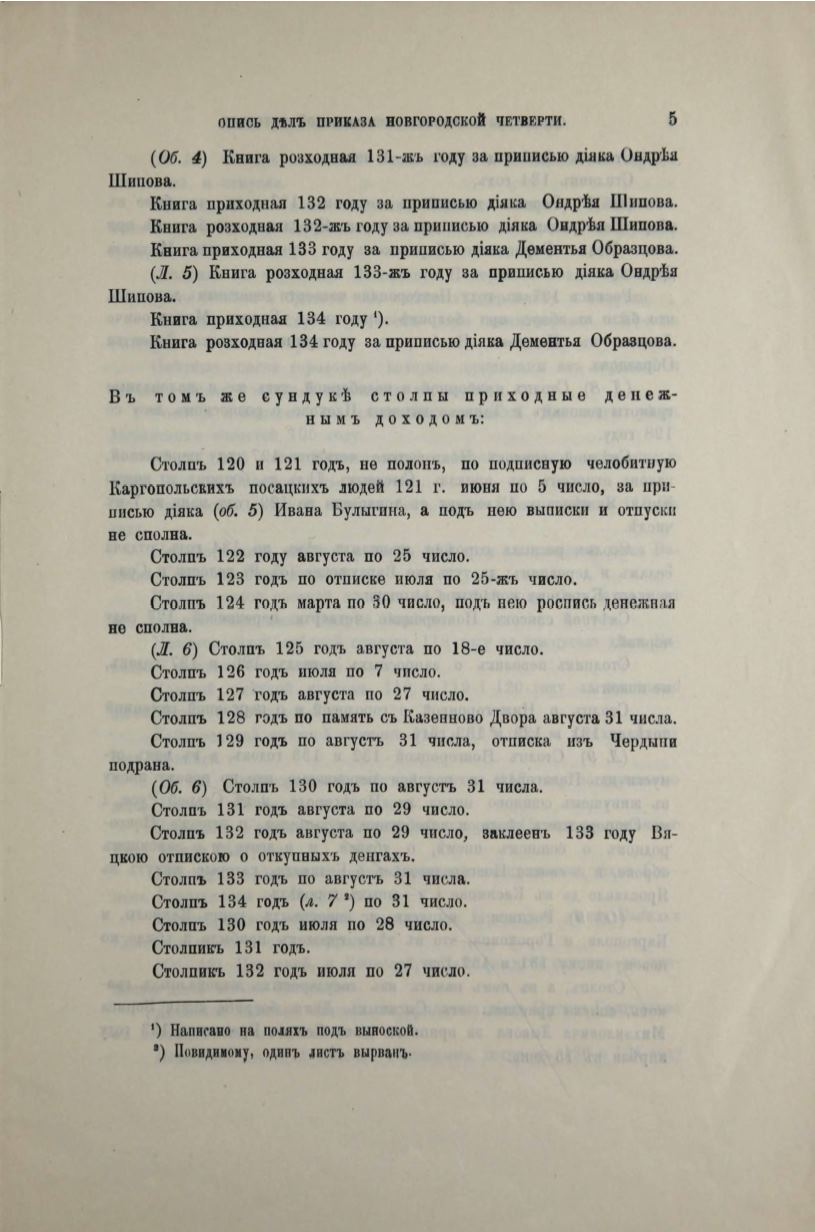 ОПИСЬ ДѢЛЪ ПРИКАЗА НОВГОРОДСКОЙ ЧЕТВЕРТИ. 5
(Об. 4) Книга розходная 131-жъ году за приписью діяка Ондрѣя
Шипова.
Книга приходная 132 году за приписью діяка Ондрѣя Шипова.
Книга розходная 132-жъ году за приписью діяка Ондрѣя Шипова.
Книга приходная 133 году за приписью діяка Дементья Образцова.
(Л. 5) Книга розходная 133-жъ году за приписью діяка Ондрѣя
Шипова.
Книга приходная 134 году ¹).
Книга розходная 134 году за приписью діяка Дементья Образцова.
Въ томъ же сундукѣ столпы приходные денеж-
нымъ доходомъ:
Столпъ 120 и 121 годъ, не полонъ, по подписную челобитную
Каргопольскихъ посацкихъ людей 121 г. июня по 5 число, за при-
писью діяка (об. 5) Ивана Булыгина, а подъ нею выписки и отпуски
не сполна.
Столпъ 122 году августа по 25 число.
Столпъ 123 годъ по отписке июля по 25-жъ число.
Столпъ 124 годъ марта по 30 число, подъ нею роспись денежная
не сполна.
(Л. 6) Столпъ 125 годъ августа по 18-е число.
Столпъ 126 годъ июля по 7 число.
Столпъ 127 годъ августа по 27 число.
Столпъ 128 годъ по память съ Казенново Двора августа 31 числа.
Столпъ 129 годъ по августъ 31 числа, отписка изъ Чердыни
подрана.
(Об. 6) Столпъ 130 годъ по августъ 31 числа.
Столпъ 131 годъ августа по 29 число.
Столпъ 132 годъ августа по 29 число, заклеенъ 133 году Вя-
цкою отпискою о откупныхъ денгахъ.
Столпъ 133 годъ по августъ 31 числа.
Столпъ 134 годъ (л. 7 ²) по 31 число.
Столпъ 130 годъ июля по 28 число.
Столпикъ 131 годъ.
Столпикъ 132 годъ июля по 27 число.
¹) Написано на поляхъ подъ выноской.
²) Повидимому, одинъ листъ вырванъ.